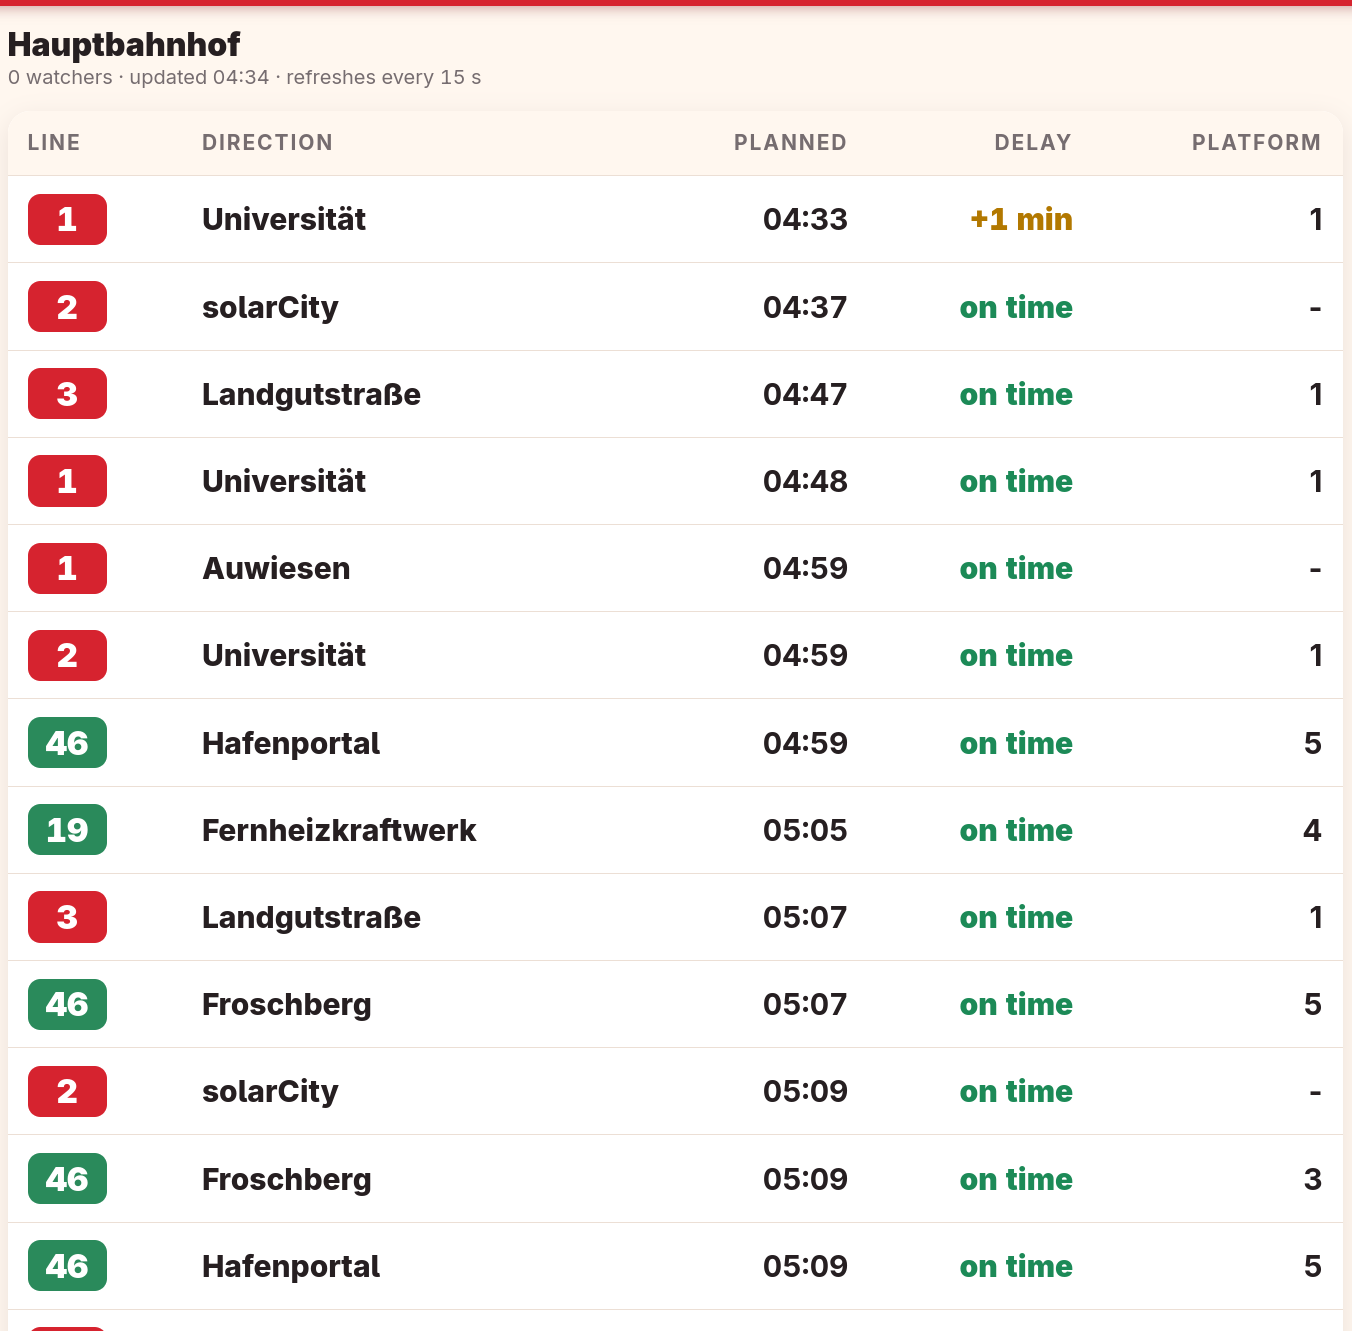 Hauptbahnhof
0 watchers · updated 04:34 · refreshes every 15 s
LINE DIRECTION PLANNED DELAY PLATFORM
1 Universität 04:33 +1 min 1
2 solarCity 04:37 on time -
3 Landgutstraße 04:47 on time 1
1 Universität 04:48 on time 1
1 Auwiesen 04:59 on time -
2 Universität 04:59 on time 1
46 Hafenportal 04:59 on time 5
19 Fernheizkraftwerk 05:05 on time 4
3 Landgutstraße 05:07 on time 1
46 Froschberg 05:07 on time 5
2 solarCity 05:09 on time -
46 Froschberg 05:09 on time 3
46 Hafenportal 05:09 on time 5